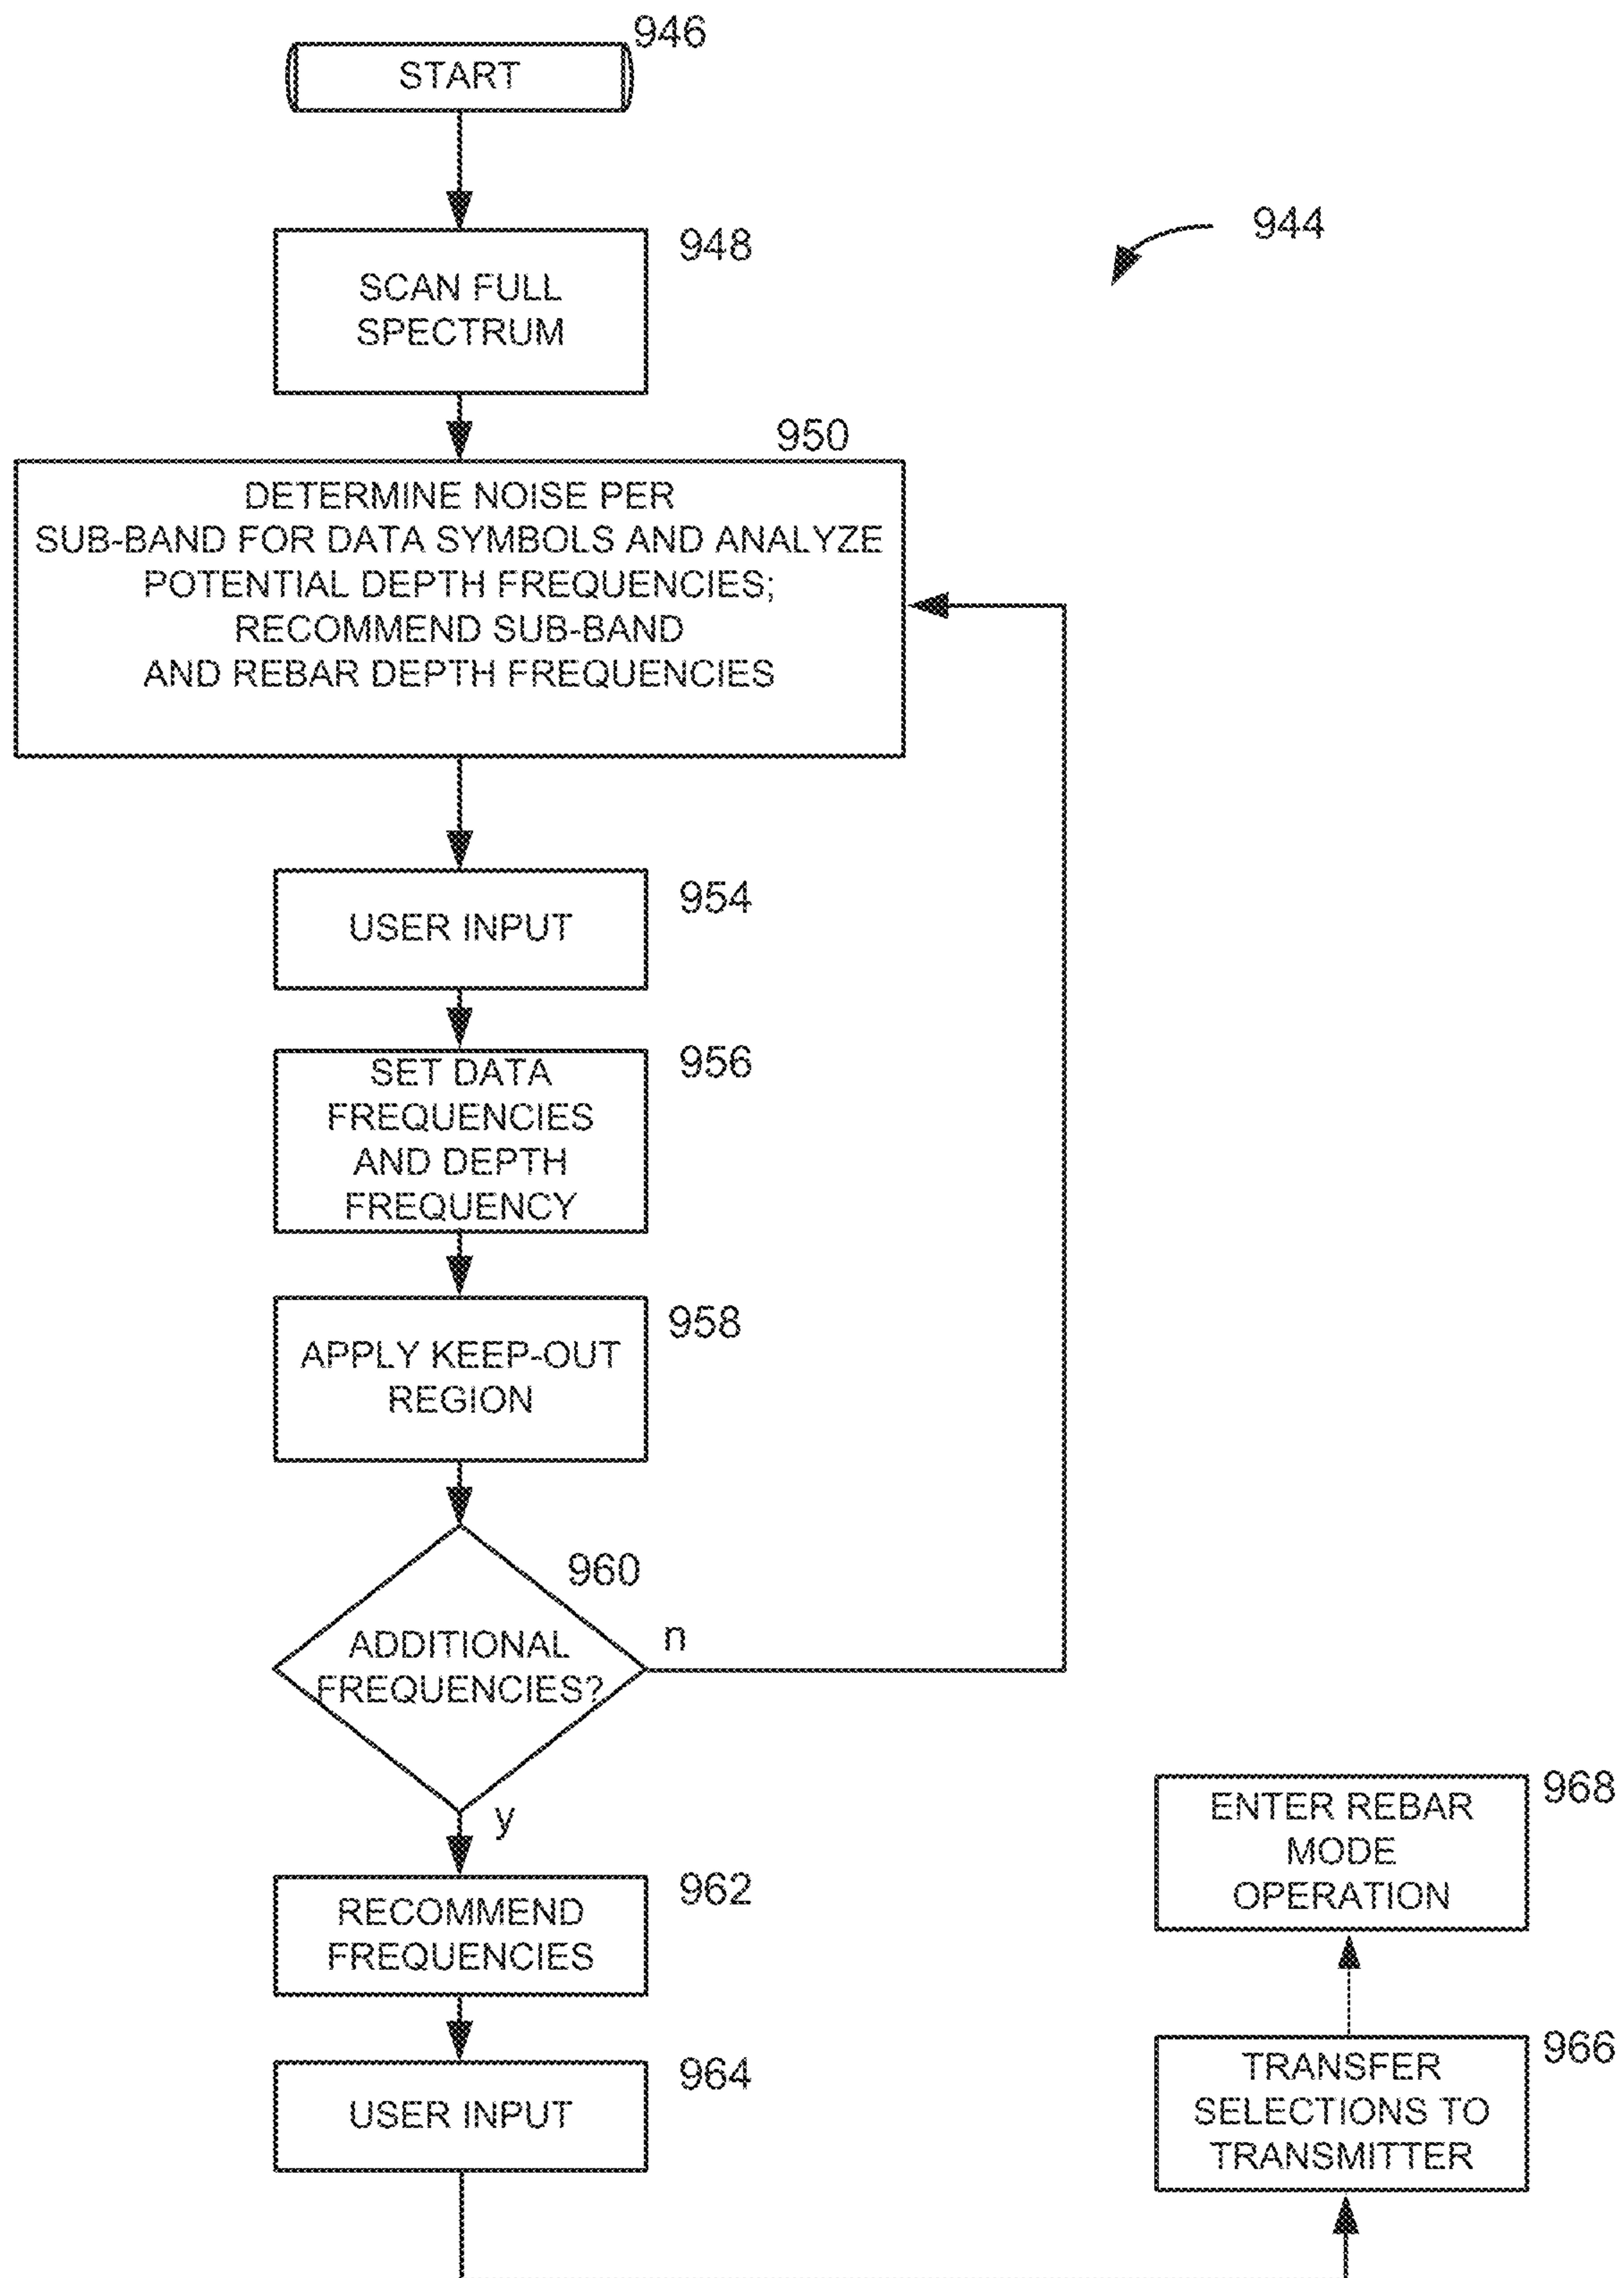 946
START
944
948
SCAN FULL
SPECTRUM
950
DETERMINE NOISE PER
SUB-BAND FOR DATA SYMBOLS AND ANALYZE
POTENTIAL DEPTH FREQUENCIES;
RECOMMEND SUB-BAND
AND REBAR DEPTH FREQUENCIES
954
USER INPUT
956
SET DATA
FREQUENCIES
AND DEPTH
FREQUENCY
958
APPLY KEEP-OUT
REGION
960
ADDITIONAL
FREQUENCIES?
n
y
962
RECOMMEND
FREQUENCIES
964
USER INPUT
968
ENTER REBAR
MODE
OPERATION
966
TRANSFER
SELECTIONS TO
TRANSMITTER